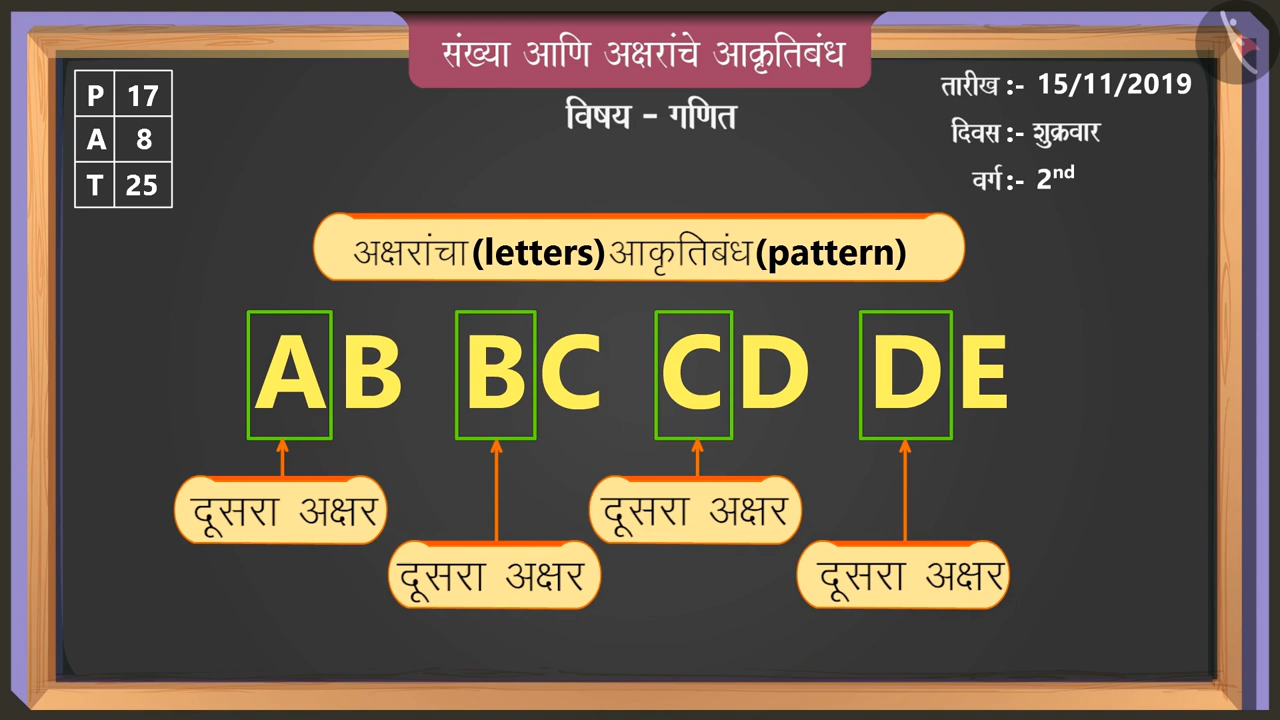 संख्या आणि अक्षरांचे आकृतिबंध
विषय - गणित
P 17
A 8
T 25
तारीख :- 15/11/2019
दिवस :- शुक्रवार
वर्ग :- 2nd
अक्षरांचा (letters) आकृतिबंध (pattern)
AB BC CD DE
दूसरा अक्षर
दूसरा अक्षर
दूसरा अक्षर
दूसरा अक्षर